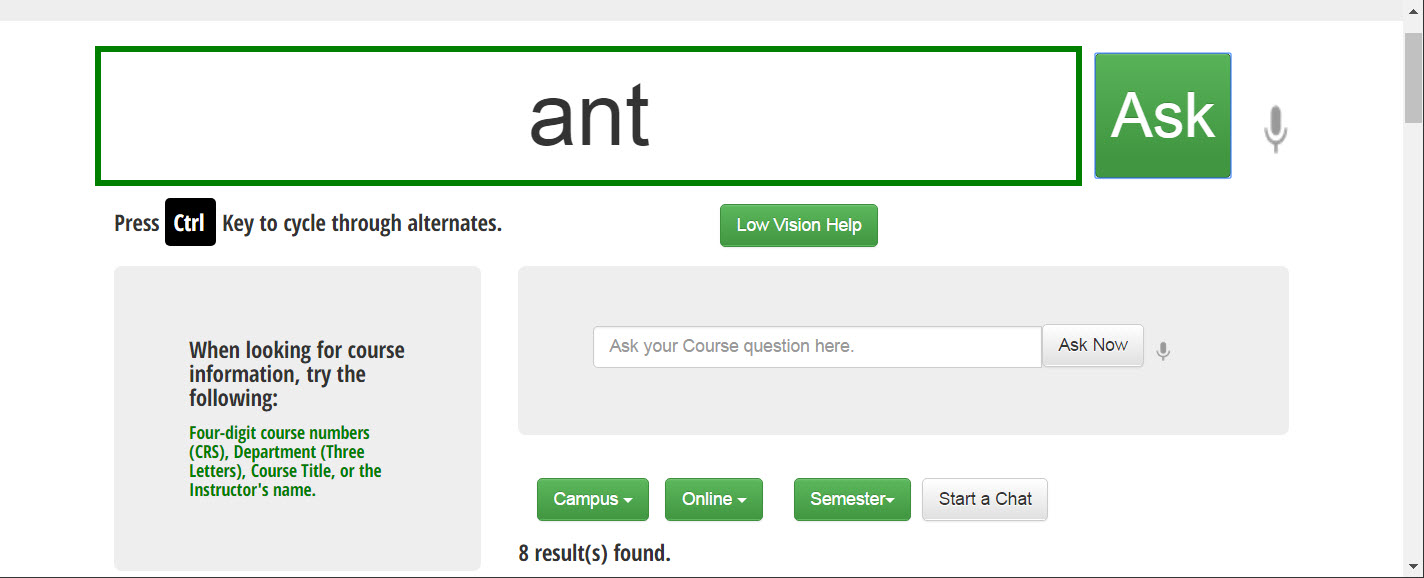 ant
Ask
Press Ctrl Key to cycle through alternates.
Low Vision Help
When looking for course
information, try the
following:
Four-digit course numbers
(CRS), Department (Three
Letters), Course Title, or the
Instructor's name.
Ask your Course question here.
Ask Now
Campus
Online
Semester
Start a Chat
8 result(s) found.